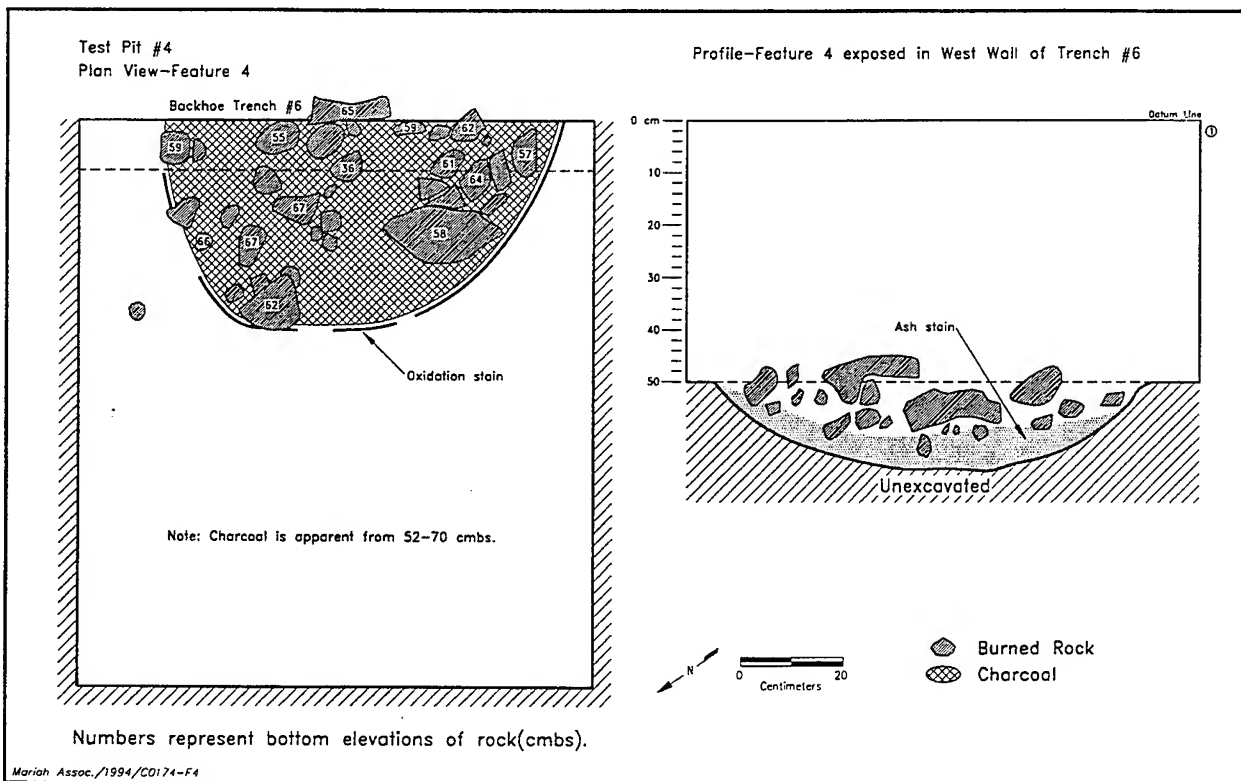 Test Pit #4
Plan View-Feature 4
Backhoe Trench #6
65
59
55
59
62
57
36
61
64
67
66
67
58
62
Oxidation stain
Note: Charcoal is apparent from 52-70 cmbs.
Numbers represent bottom elevations of rock(cmbs).
Mariah Assoc./1994/C0174-F4
Profile-Feature 4 exposed in West Wall of Trench #6
Datum Line
0 cm
1
10
20
30
40
50
Ash stain
Unexcavated
N
0 20
Centimeters
Burned Rock
Charcoal